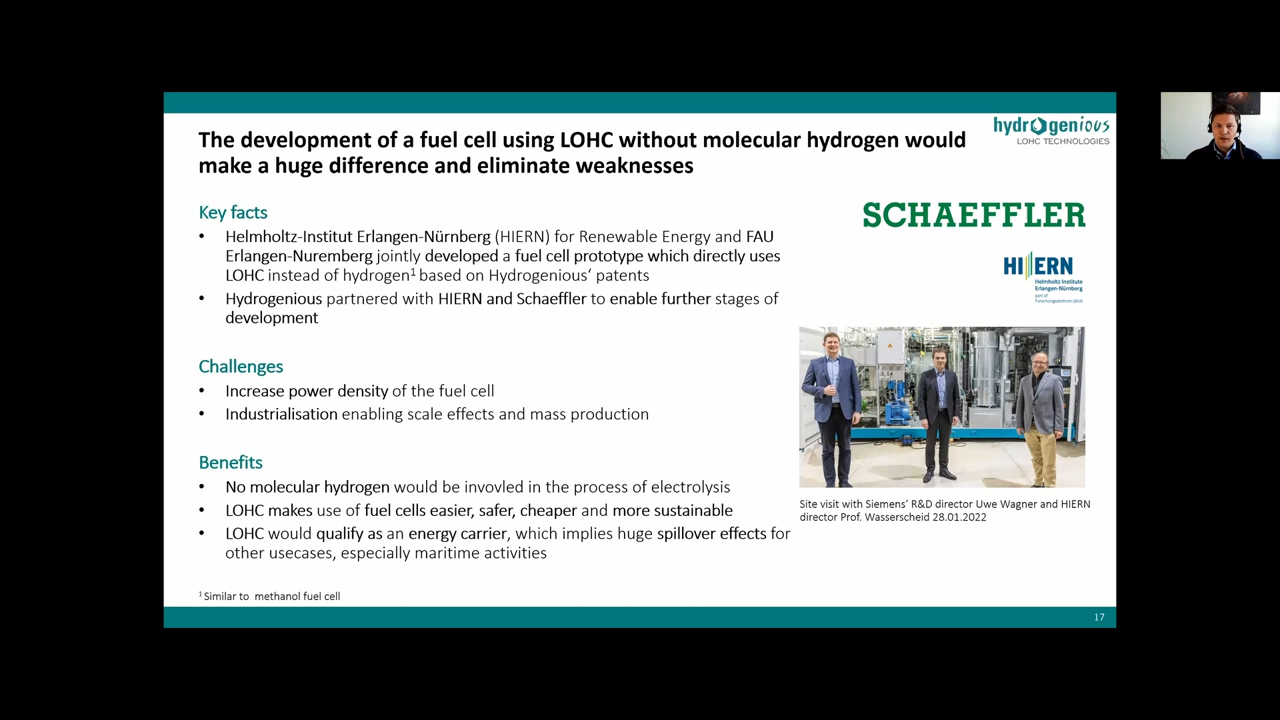 The development of a fuel cell using LOHC without molecular hydrogen would
make a huge difference and eliminate weaknesses
hydrogenious
LOHC TECHNOLOGIES
Key facts
• Helmholtz-Institut Erlangen-Nürnberg (HIERN) for Renewable Energy and FAU
Erlangen-Nuremberg jointly developed a fuel cell prototype which directly uses
LOHC instead of hydrogen¹ based on Hydrogenious‘ patents
• Hydrogenious partnered with HIERN and Schaeffler to enable further stages of
development
Challenges
• Increase power density of the fuel cell
• Industrialisation enabling scale effects and mass production
Benefits
• No molecular hydrogen would be invovled in the process of electrolysis
• LOHC makes use of fuel cells easier, safer, cheaper and more sustainable
• LOHC would qualify as an energy carrier, which implies huge spillover effects for
other usecases, especially maritime activities
¹ Similar to methanol fuel cell
SCHAEFFLER
HI ERN
Helmholtz Institute
Erlangen-Nürnberg
part of
Forschungszentrum Jülich
Site visit with Siemens‘ R&D director Uwe Wagner and HIERN
director Prof. Wasserscheid 28.01.2022
17